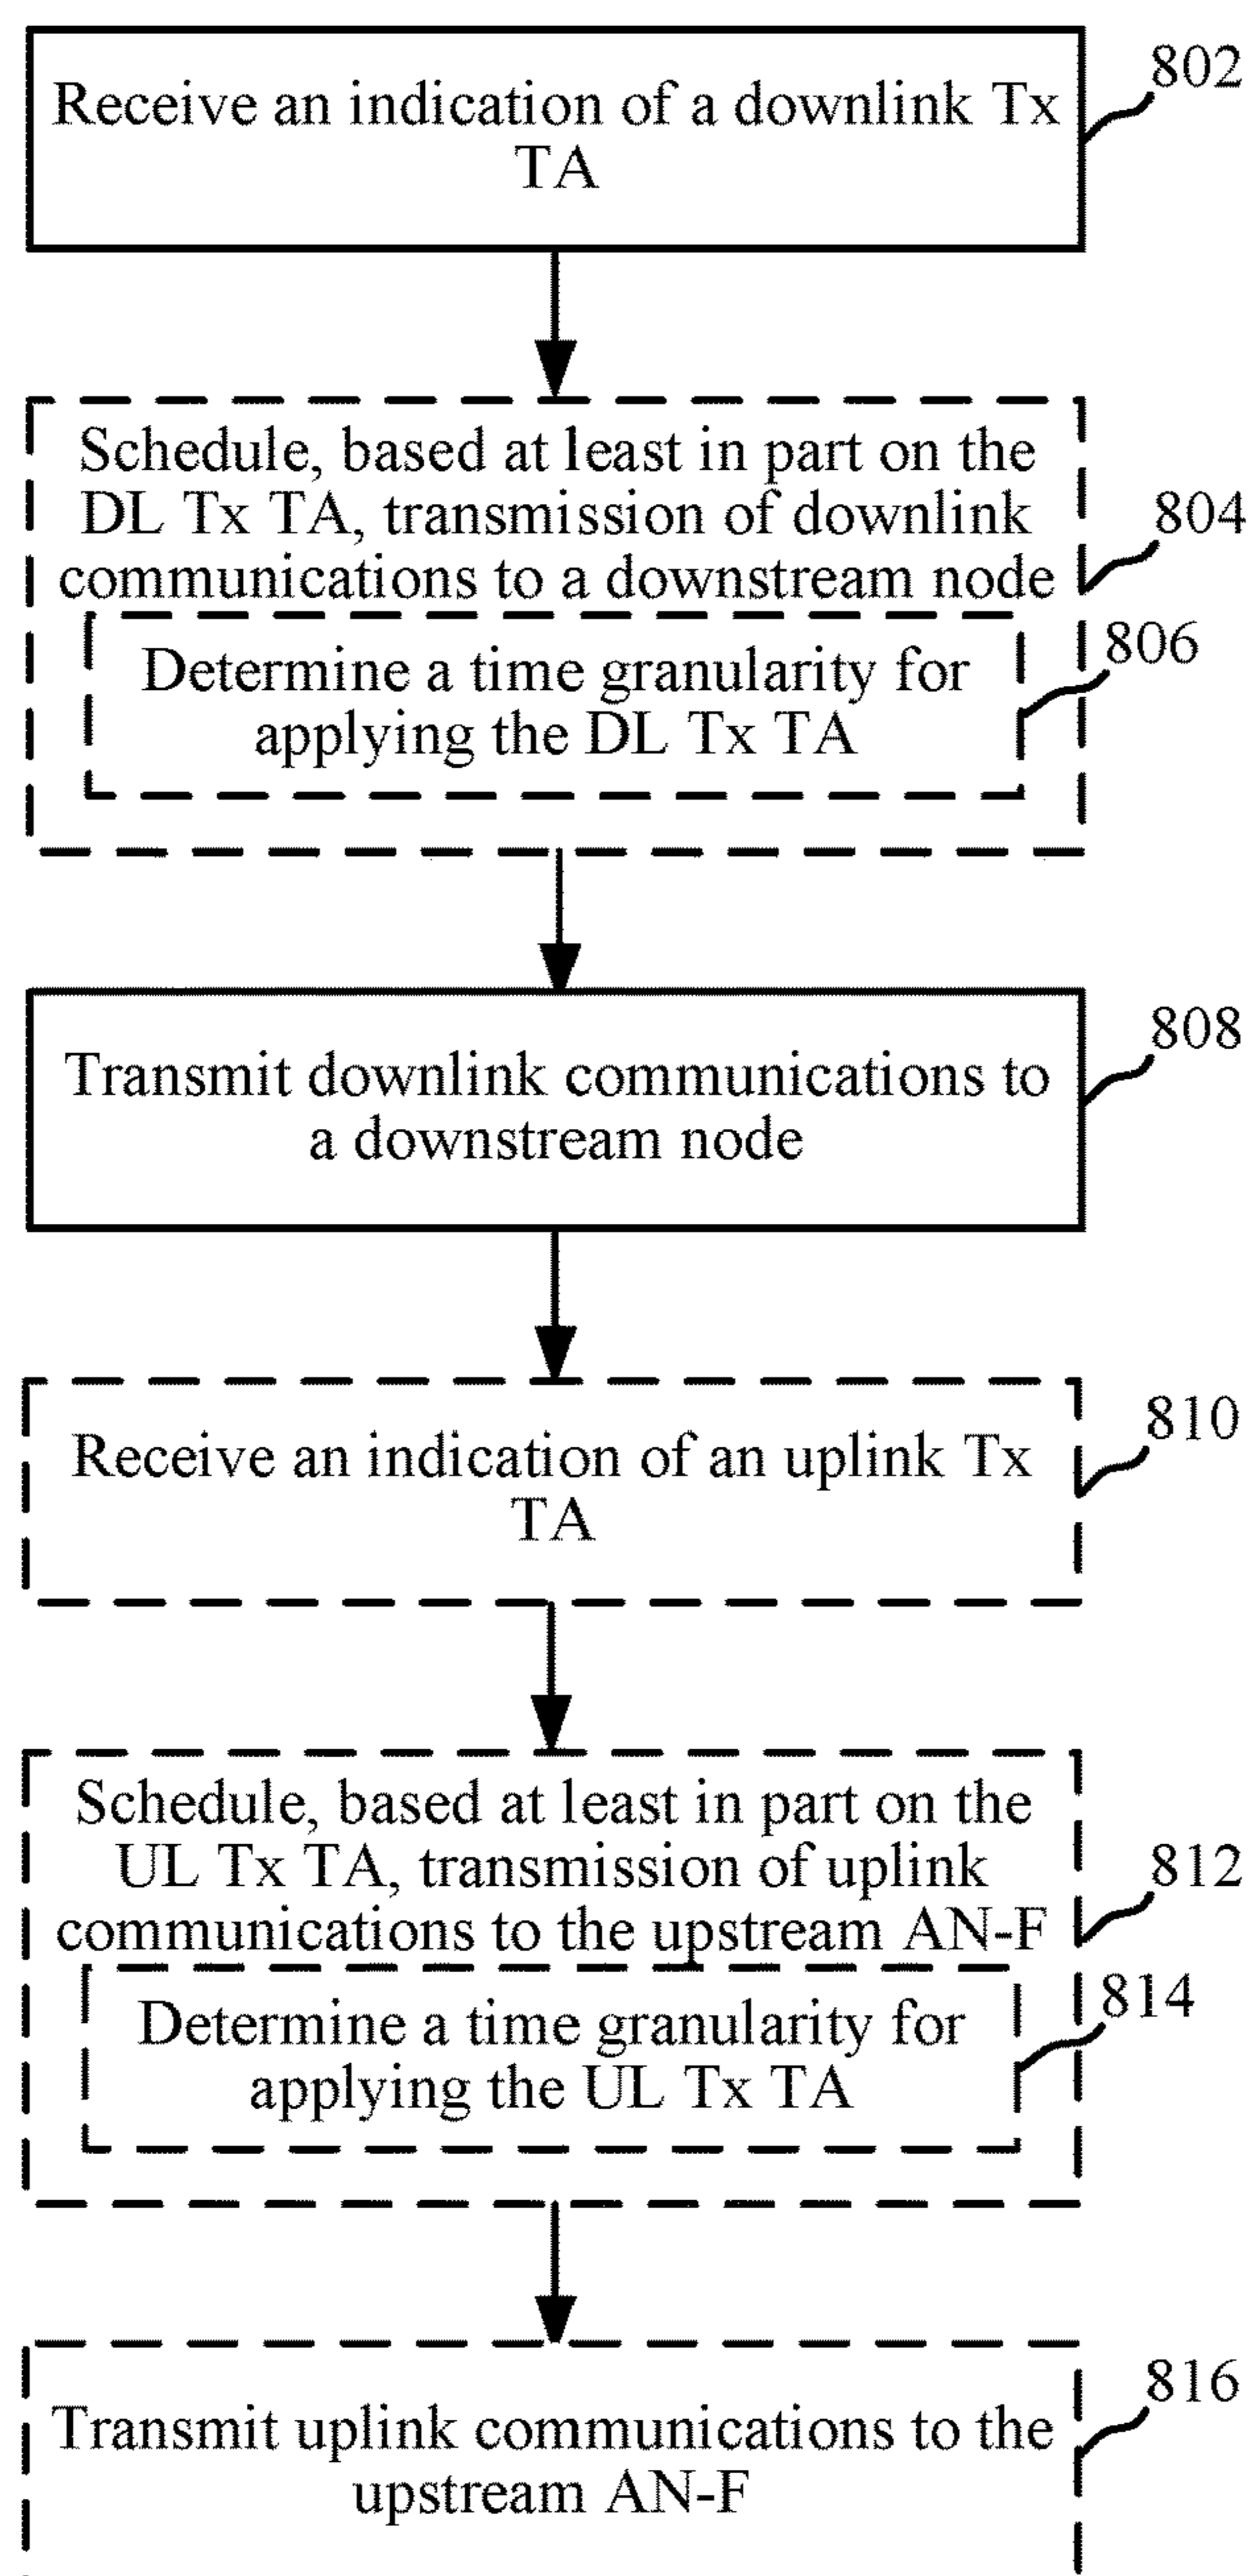 Receive an indication of a downlink Tx
TA
802
Schedule, based at least in part on the
DL Tx TA, transmission of downlink
communications to a downstream node
804
Determine a time granularity for
applying the DL Tx TA
806
Transmit downlink communications to
a downstream node
808
Receive an indication of an uplink Tx
TA
810
Schedule, based at least in part on the
UL Tx TA, transmission of uplink
communications to the upstream AN-F
812
Determine a time granularity for
applying the UL Tx TA
814
Transmit uplink communications to the
upstream AN-F
816